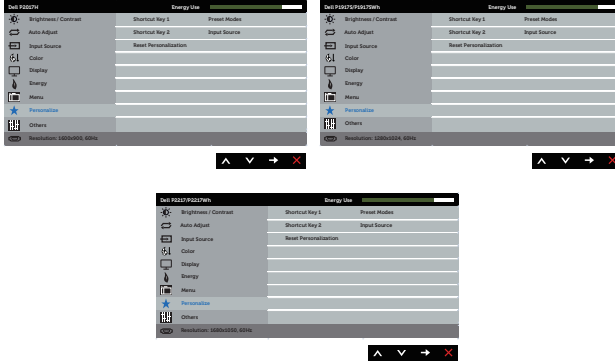 Dell P2017H Energy Use
Brightness / Contrast Shortcut Key 1 Preset Modes
Auto Adjust Shortcut Key 2 Input Source
Input Source Reset Personalization
Color
Display
Energy
Menu
Personalize
Others
Resolution: 1600x900, 60Hz
Dell P1917S/P1917SWh Energy Use
Brightness / Contrast Shortcut Key 1 Preset Modes
Auto Adjust Shortcut Key 2 Input Source
Input Source Reset Personalization
Color
Display
Energy
Menu
Personalize
Others
Resolution: 1280x1024, 60Hz
Dell P2217/P2217Wh Energy Use
Brightness / Contrast Shortcut Key 1 Preset Modes
Auto Adjust Shortcut Key 2 Input Source
Input Source Reset Personalization
Color
Display
Energy
Menu
Personalize
Others
Resolution: 1680x1050, 60Hz